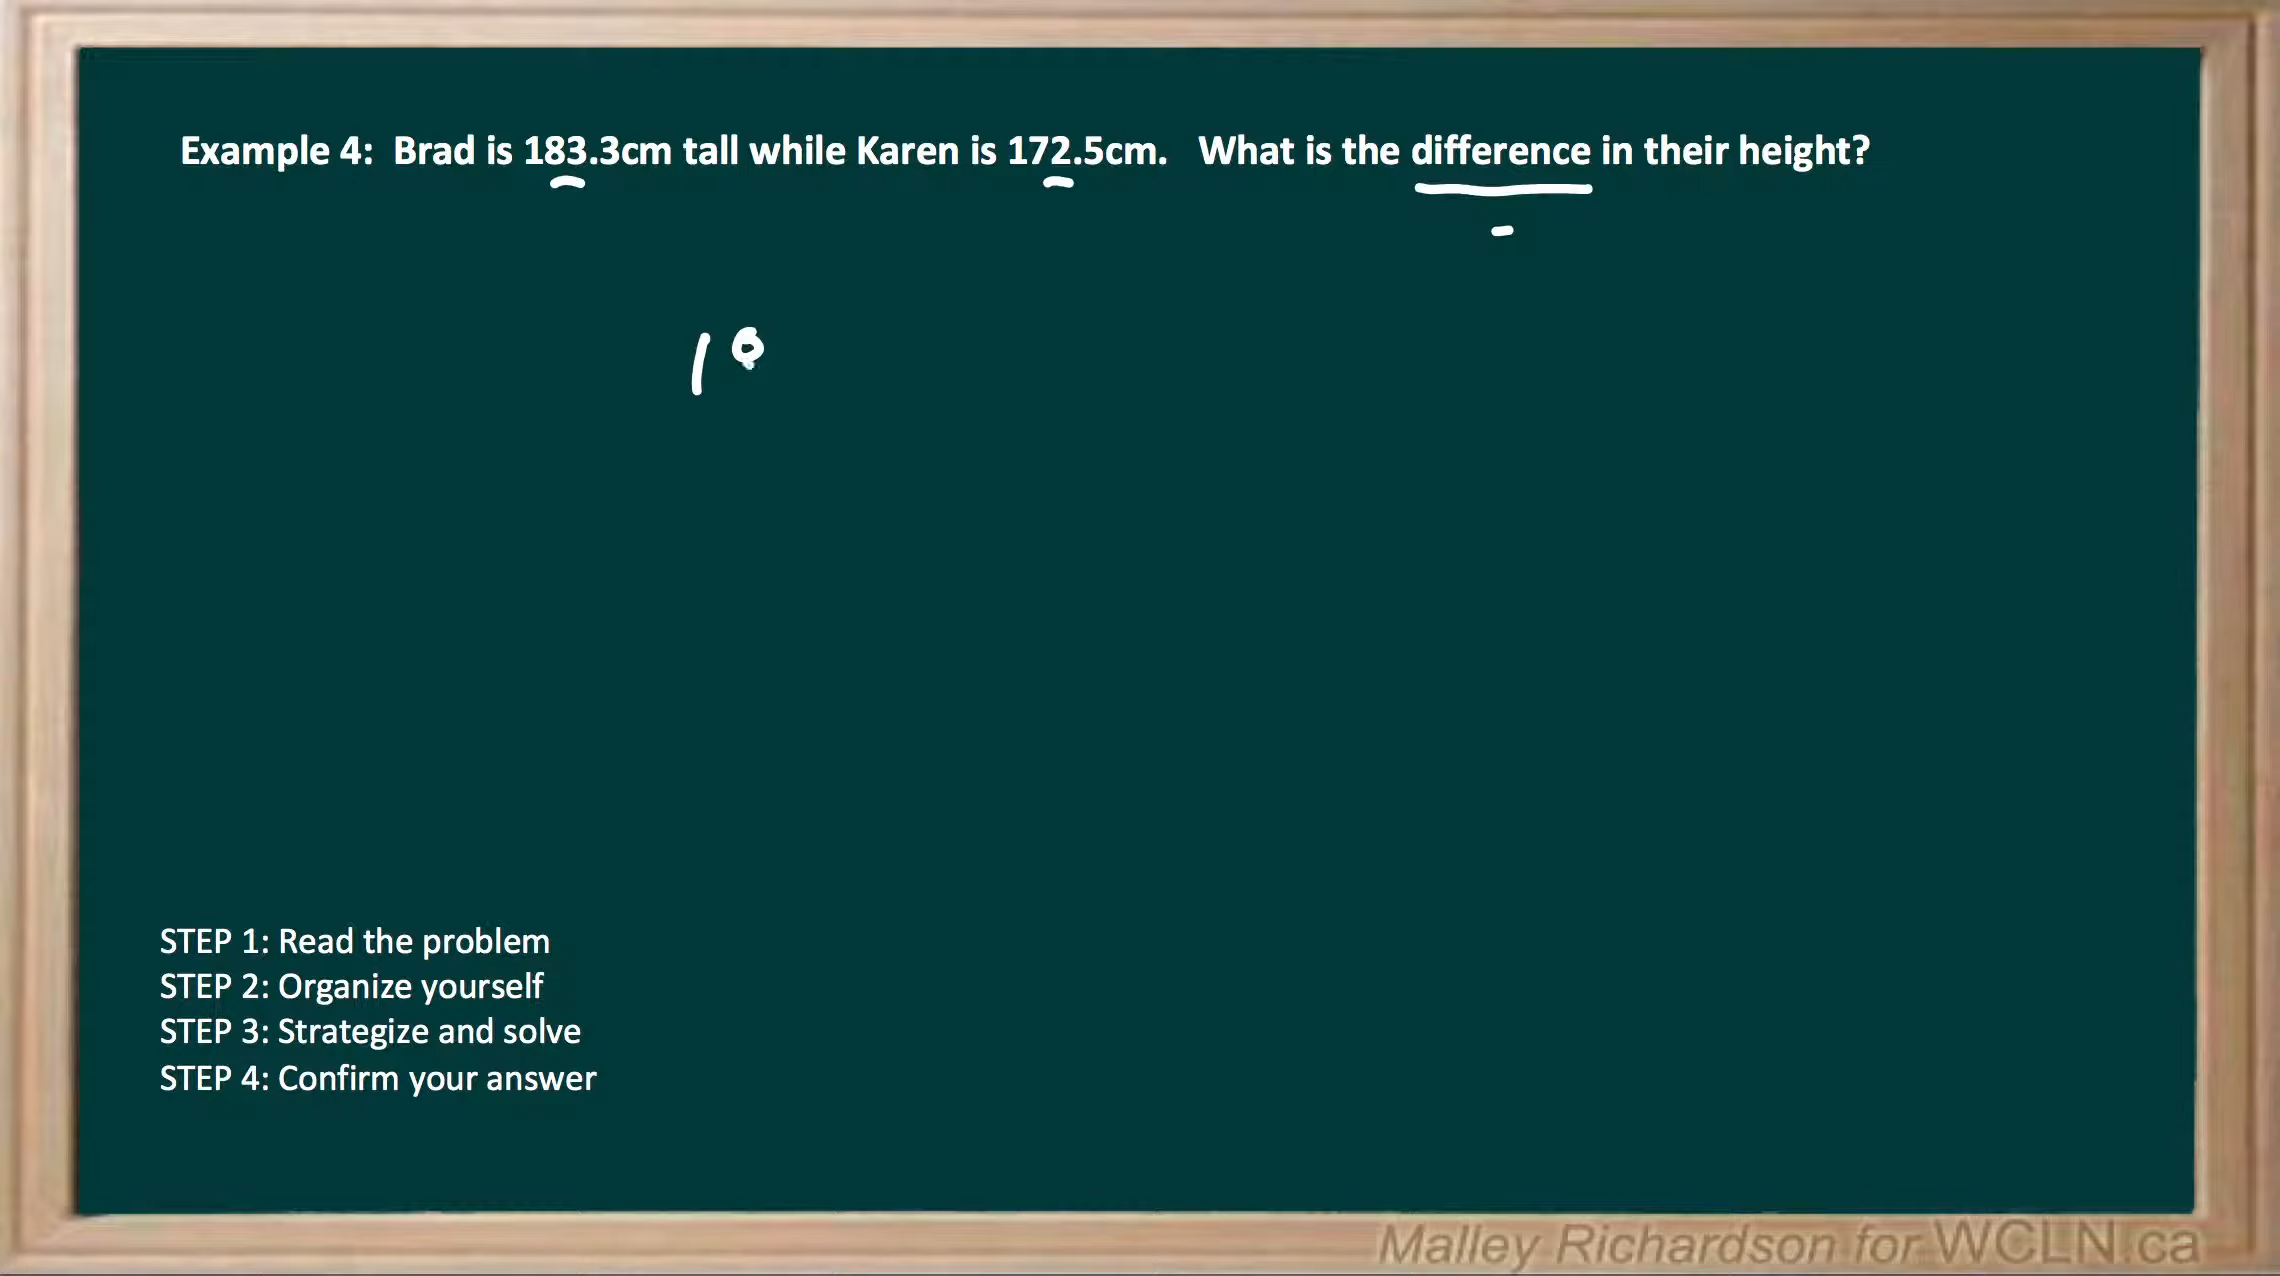 Example 4: Brad is 183.3cm tall while Karen is 172.5cm. What is the difference in their height?
-
18
STEP 1: Read the problem
STEP 2: Organize yourself
STEP 3: Strategize and solve
STEP 4: Confirm your answer
Malley Richardson for WCLN.ca